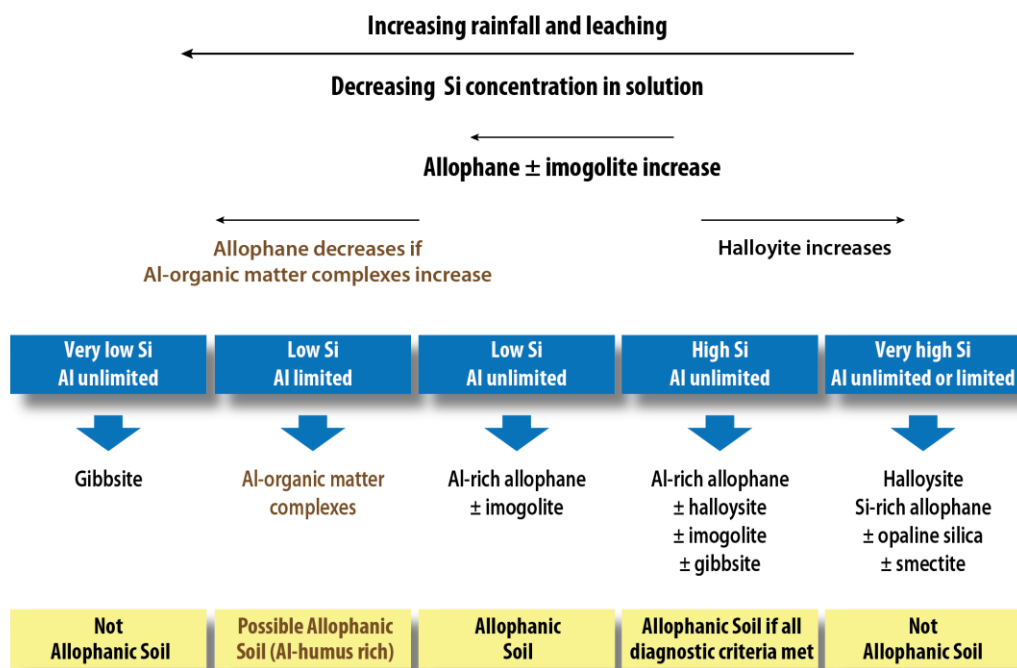 Increasing rainfall and leaching
Decreasing Si concentration in solution
Allophane ± imogolite increase
Allophane decreases if
Al-organic matter complexes increase
Halloyite increases
Very low Si
Al unlimited
Low Si
Al limited
Low Si
Al unlimited
High Si
Al unlimited
Very high Si
Al unlimited or limited
Gibbsite
Al-organic matter
complexes
Al-rich allophane
± imogolite
Al-rich allophane
± halloysite
± imogolite
± gibbsite
Halloysite
Si-rich allophane
± opaline silica
± smectite
Not
Allophanic Soil
Possible Allophanic
Soil (Al-humus rich)
Allophanic
Soil
Allophanic Soil if all
diagnostic criteria met
Not
Allophanic Soil